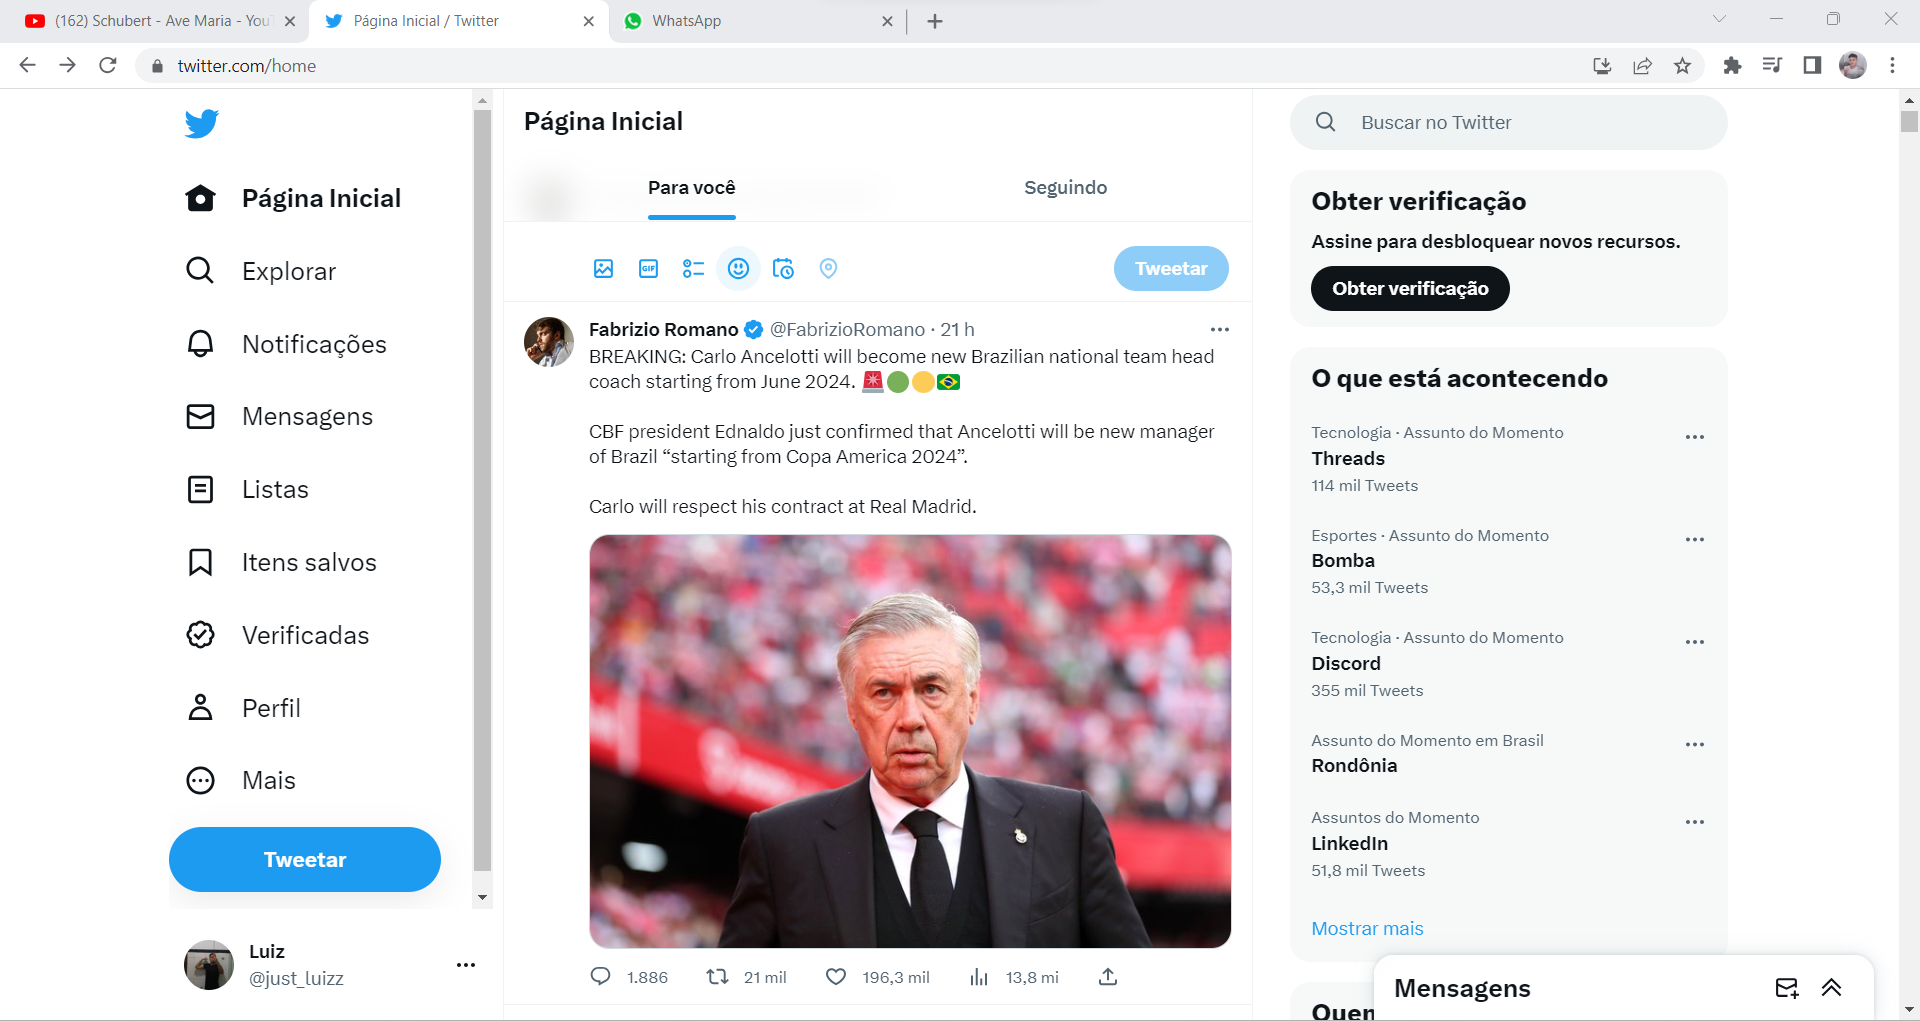 (162) Schubert - Ave Maria - You
Página Inicial / Twitter
WhatsApp
twitter.com/home
Página Inicial
Explorar
Notificações
Mensagens
Listas
Itens salvos
Verificadas
Perfil
Mais
Tweetar
Luiz
@just_luizz
Página Inicial
Para você
Seguindo
GIF
Tweetar
Fabrizio Romano @FabrizioRomano · 21 h
BREAKING: Carlo Ancelotti will become new Brazilian national team head
coach starting from June 2024. 🚨🟢🟡🇧🇷
CBF president Ednaldo just confirmed that Ancelotti will be new manager
of Brazil “starting from Copa America 2024”.
Carlo will respect his contract at Real Madrid.
1.886
21 mil
196,3 mil
13,8 mi
Buscar no Twitter
Obter verificação
Assine para desbloquear novos recursos.
Obter verificação
O que está acontecendo
Tecnologia · Assunto do Momento
Threads
114 mil Tweets
Esportes · Assunto do Momento
Bomba
53,3 mil Tweets
Tecnologia · Assunto do Momento
Discord
355 mil Tweets
Assunto do Momento em Brasil
Rondônia
Assuntos do Momento
LinkedIn
51,8 mil Tweets
Mostrar mais
Quem
Mensagens